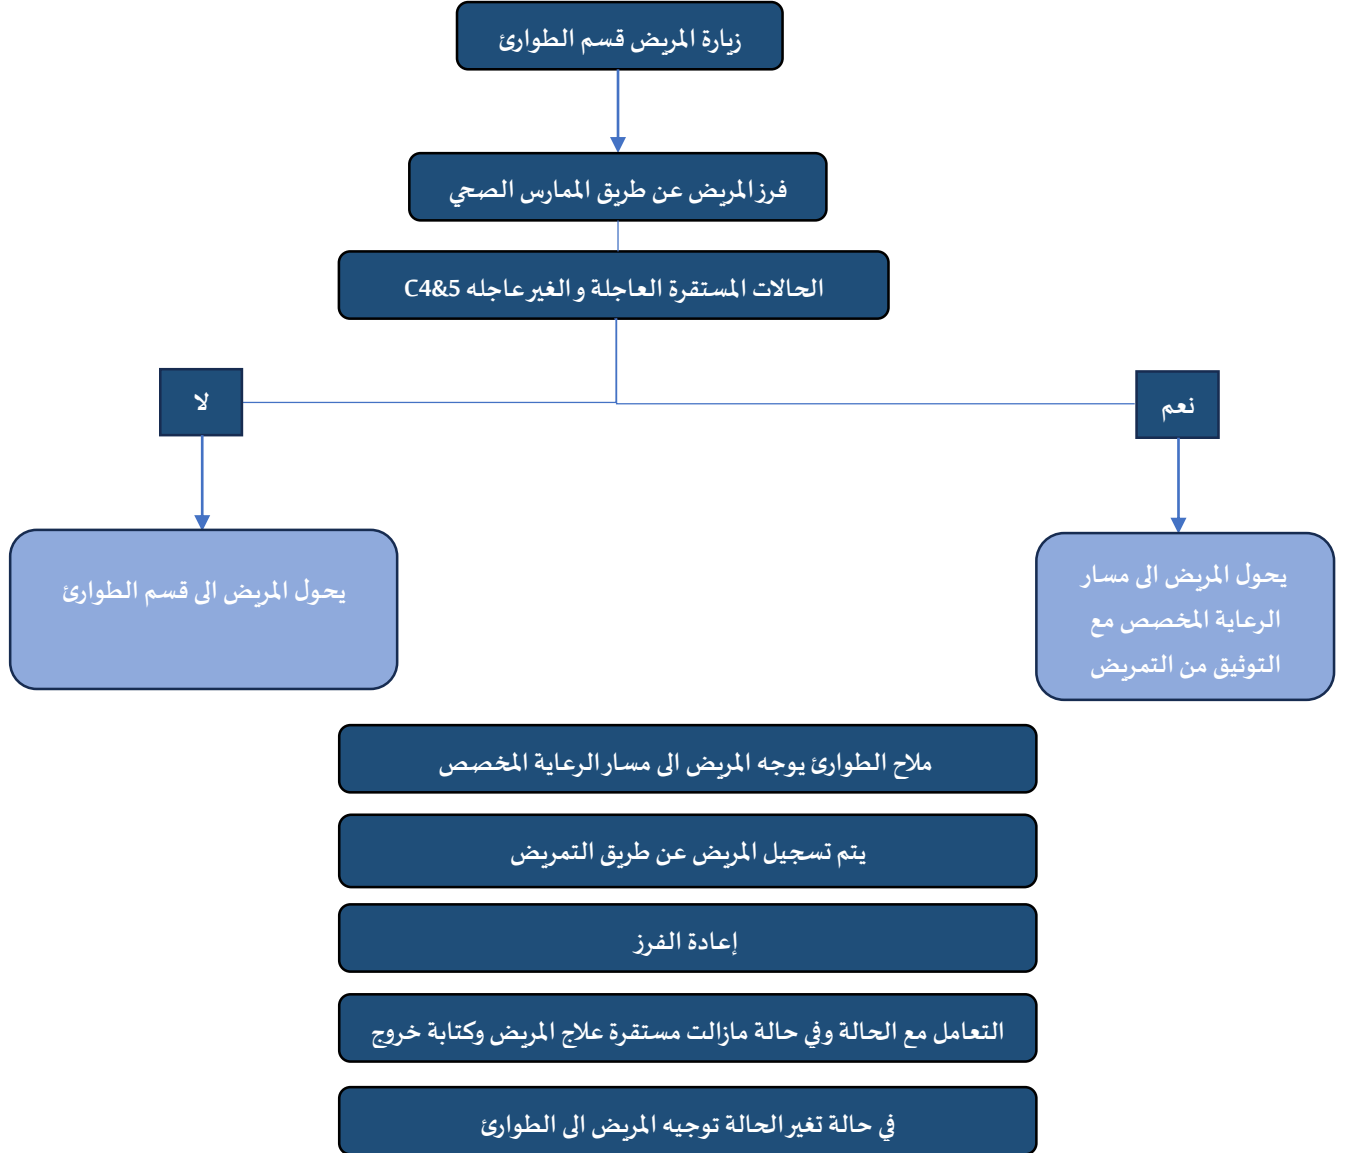 زيارة المريض قسم الطوارئ
فرز المريض عن طريق الممارس الصحي
الحالات المستقرة العاجلة و الغير عاجله C4&5
نعم
لا
يحول المريض الى مسار
الرعاية المخصص مع
التوثيق من التمريض
يحول المريض الى قسم الطوارئ
ملاح الطوارئ يوجه المريض الى مسار الرعاية المخصص
يتم تسجيل المريض عن طريق التمريض
إعادة الفرز
التعامل مع الحالة وفي حالة مازالت مستقرة علاج المريض وكتابة خروج
في حالة تغير الحالة توجيه المريض الى الطوارئ